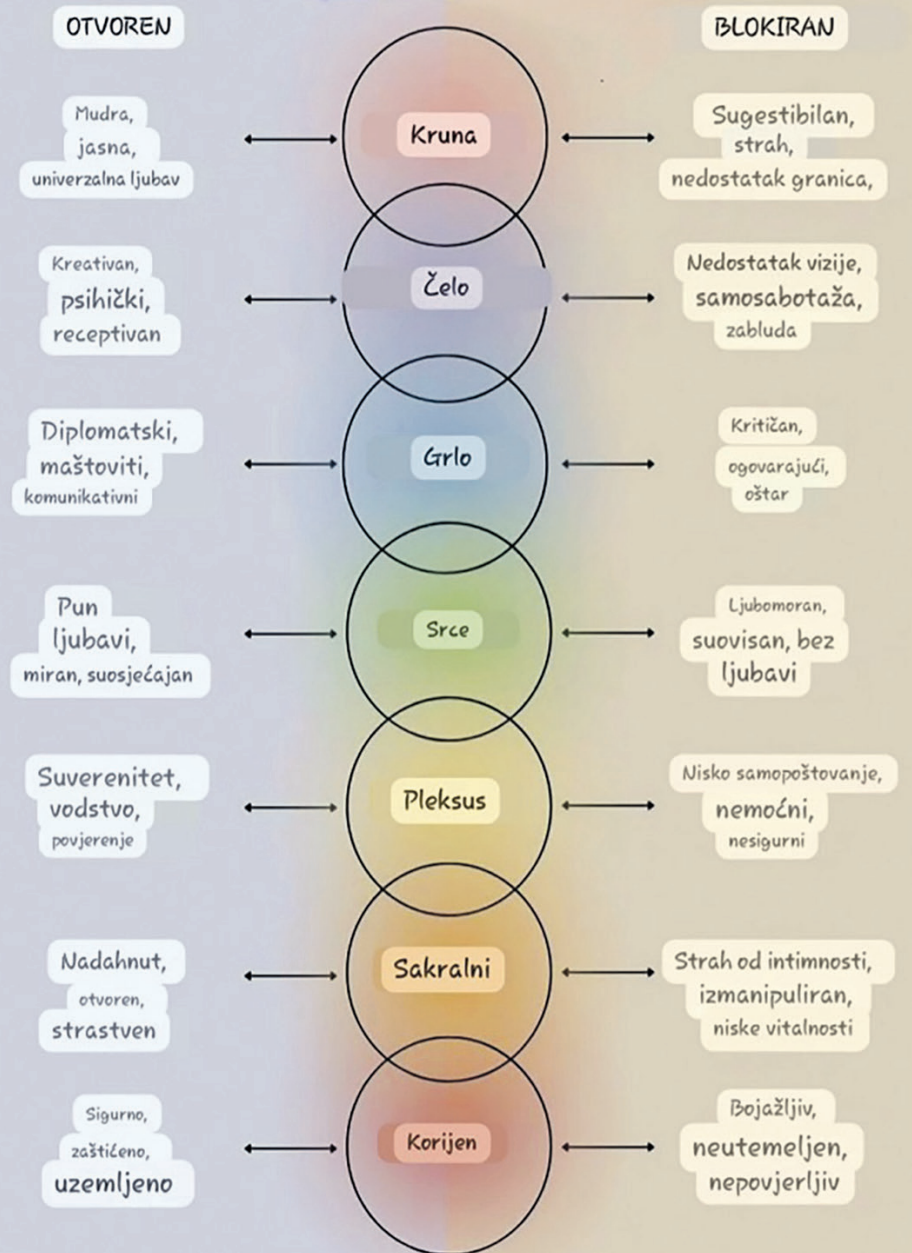 OTVOREN
BLOKIRAN
Mudra,
jasna,
univerzalna ljubav
Kruna
Sugestibilan,
strah,
nedostatak granica,
Kreativan,
psihički,
receptivan
Čelo
Nedostatak vizije,
samosabotaža,
zabluda
Diplomatski,
maštoviti,
komunikativni
Grlo
Kritičan,
ogovarajući,
oštar
Pun
ljubavi,
miran, suosjećajan
Srce
Ljubomoran,
suovisan, bez
ljubavi
Suverenitet,
vodstvo,
povjerenje
Pleksus
Nisko samopoštovanje,
nemoćni,
nesigurni
Nadahnut,
otvoren,
strastven
Sakralni
Strah od intimnosti,
izmanipuliran,
niske vitalnosti
Sigurno,
zaštićeno,
uzemljeno
Korijen
Bojažljiv,
neutemeljen,
nepovjerljiv